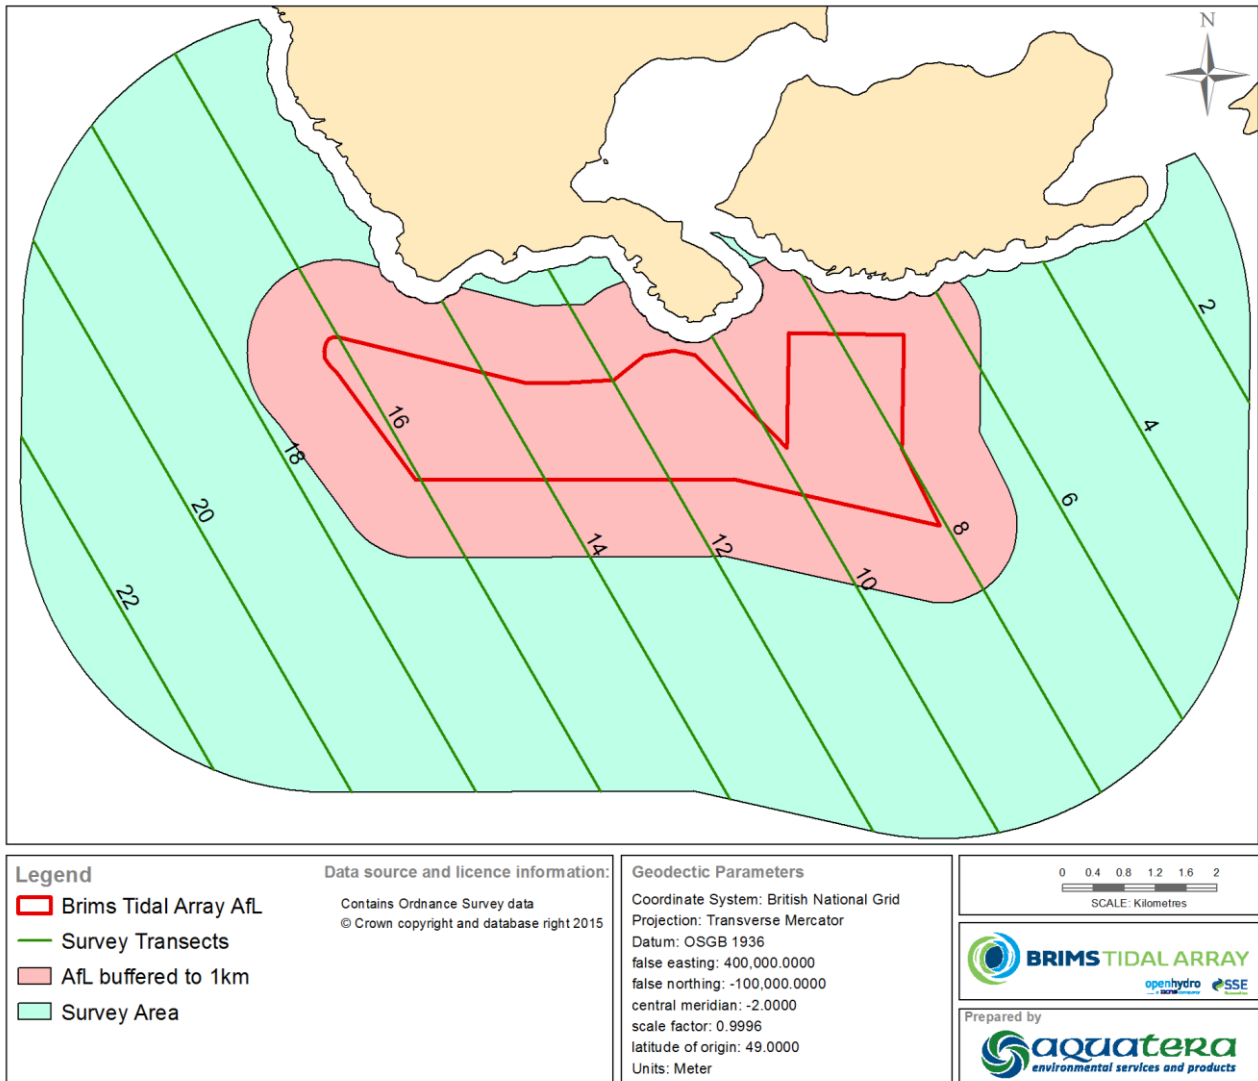 N
2
4
6
8
10
12
14
16
18
20
22
Legend
Brims Tidal Array AfL
Survey Transects
AfL buffered to 1km
Survey Area
Data source and licence information:
Contains Ordnance Survey data
© Crown copyright and database right 2015
Geodectic Parameters
Coordinate System: British National Grid
Projection: Transverse Mercator
Datum: OSGB 1936
false easting: 400,000.0000
false northing: -100,000.0000
central meridian: -2.0000
scale factor: 0.9996
latitude of origin: 49.0000
Units: Meter
0 0.4 0.8 1.2 1.6 2
SCALE: Kilometres
BRIMS TIDAL ARRAY
openhydro
SSE
Prepared by
aquatera
environmental services and products